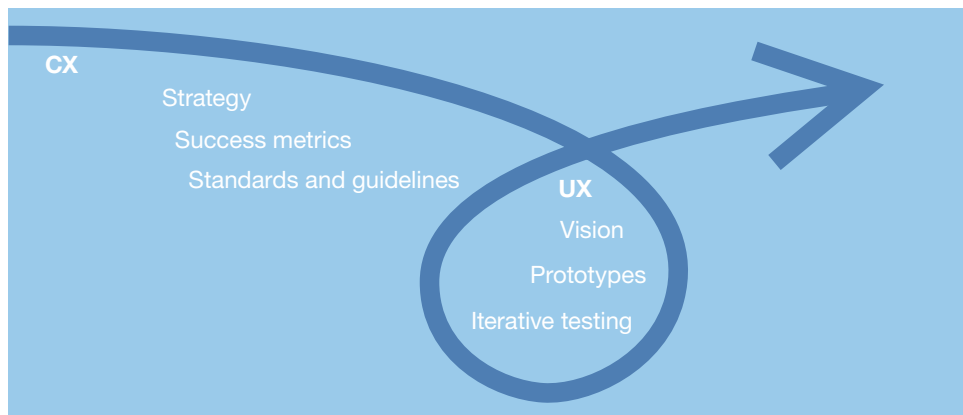 CX
Strategy
Success metrics
Standards and guidelines
UX
Vision
Prototypes
Iterative testing